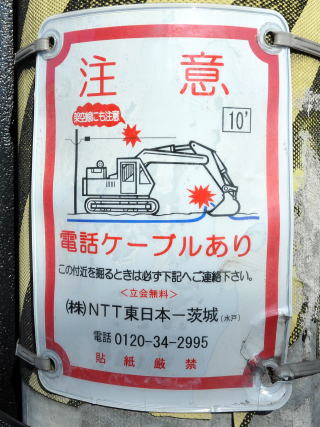 注意
架空線にも注意
10'
電話ケーブルあり
この付近を掘るときは必ず下記へご連絡下さい。
<立会無料>
(株)NTT東日本ー茨城(水戸)
電話 0120-34-2995
貼紙厳禁